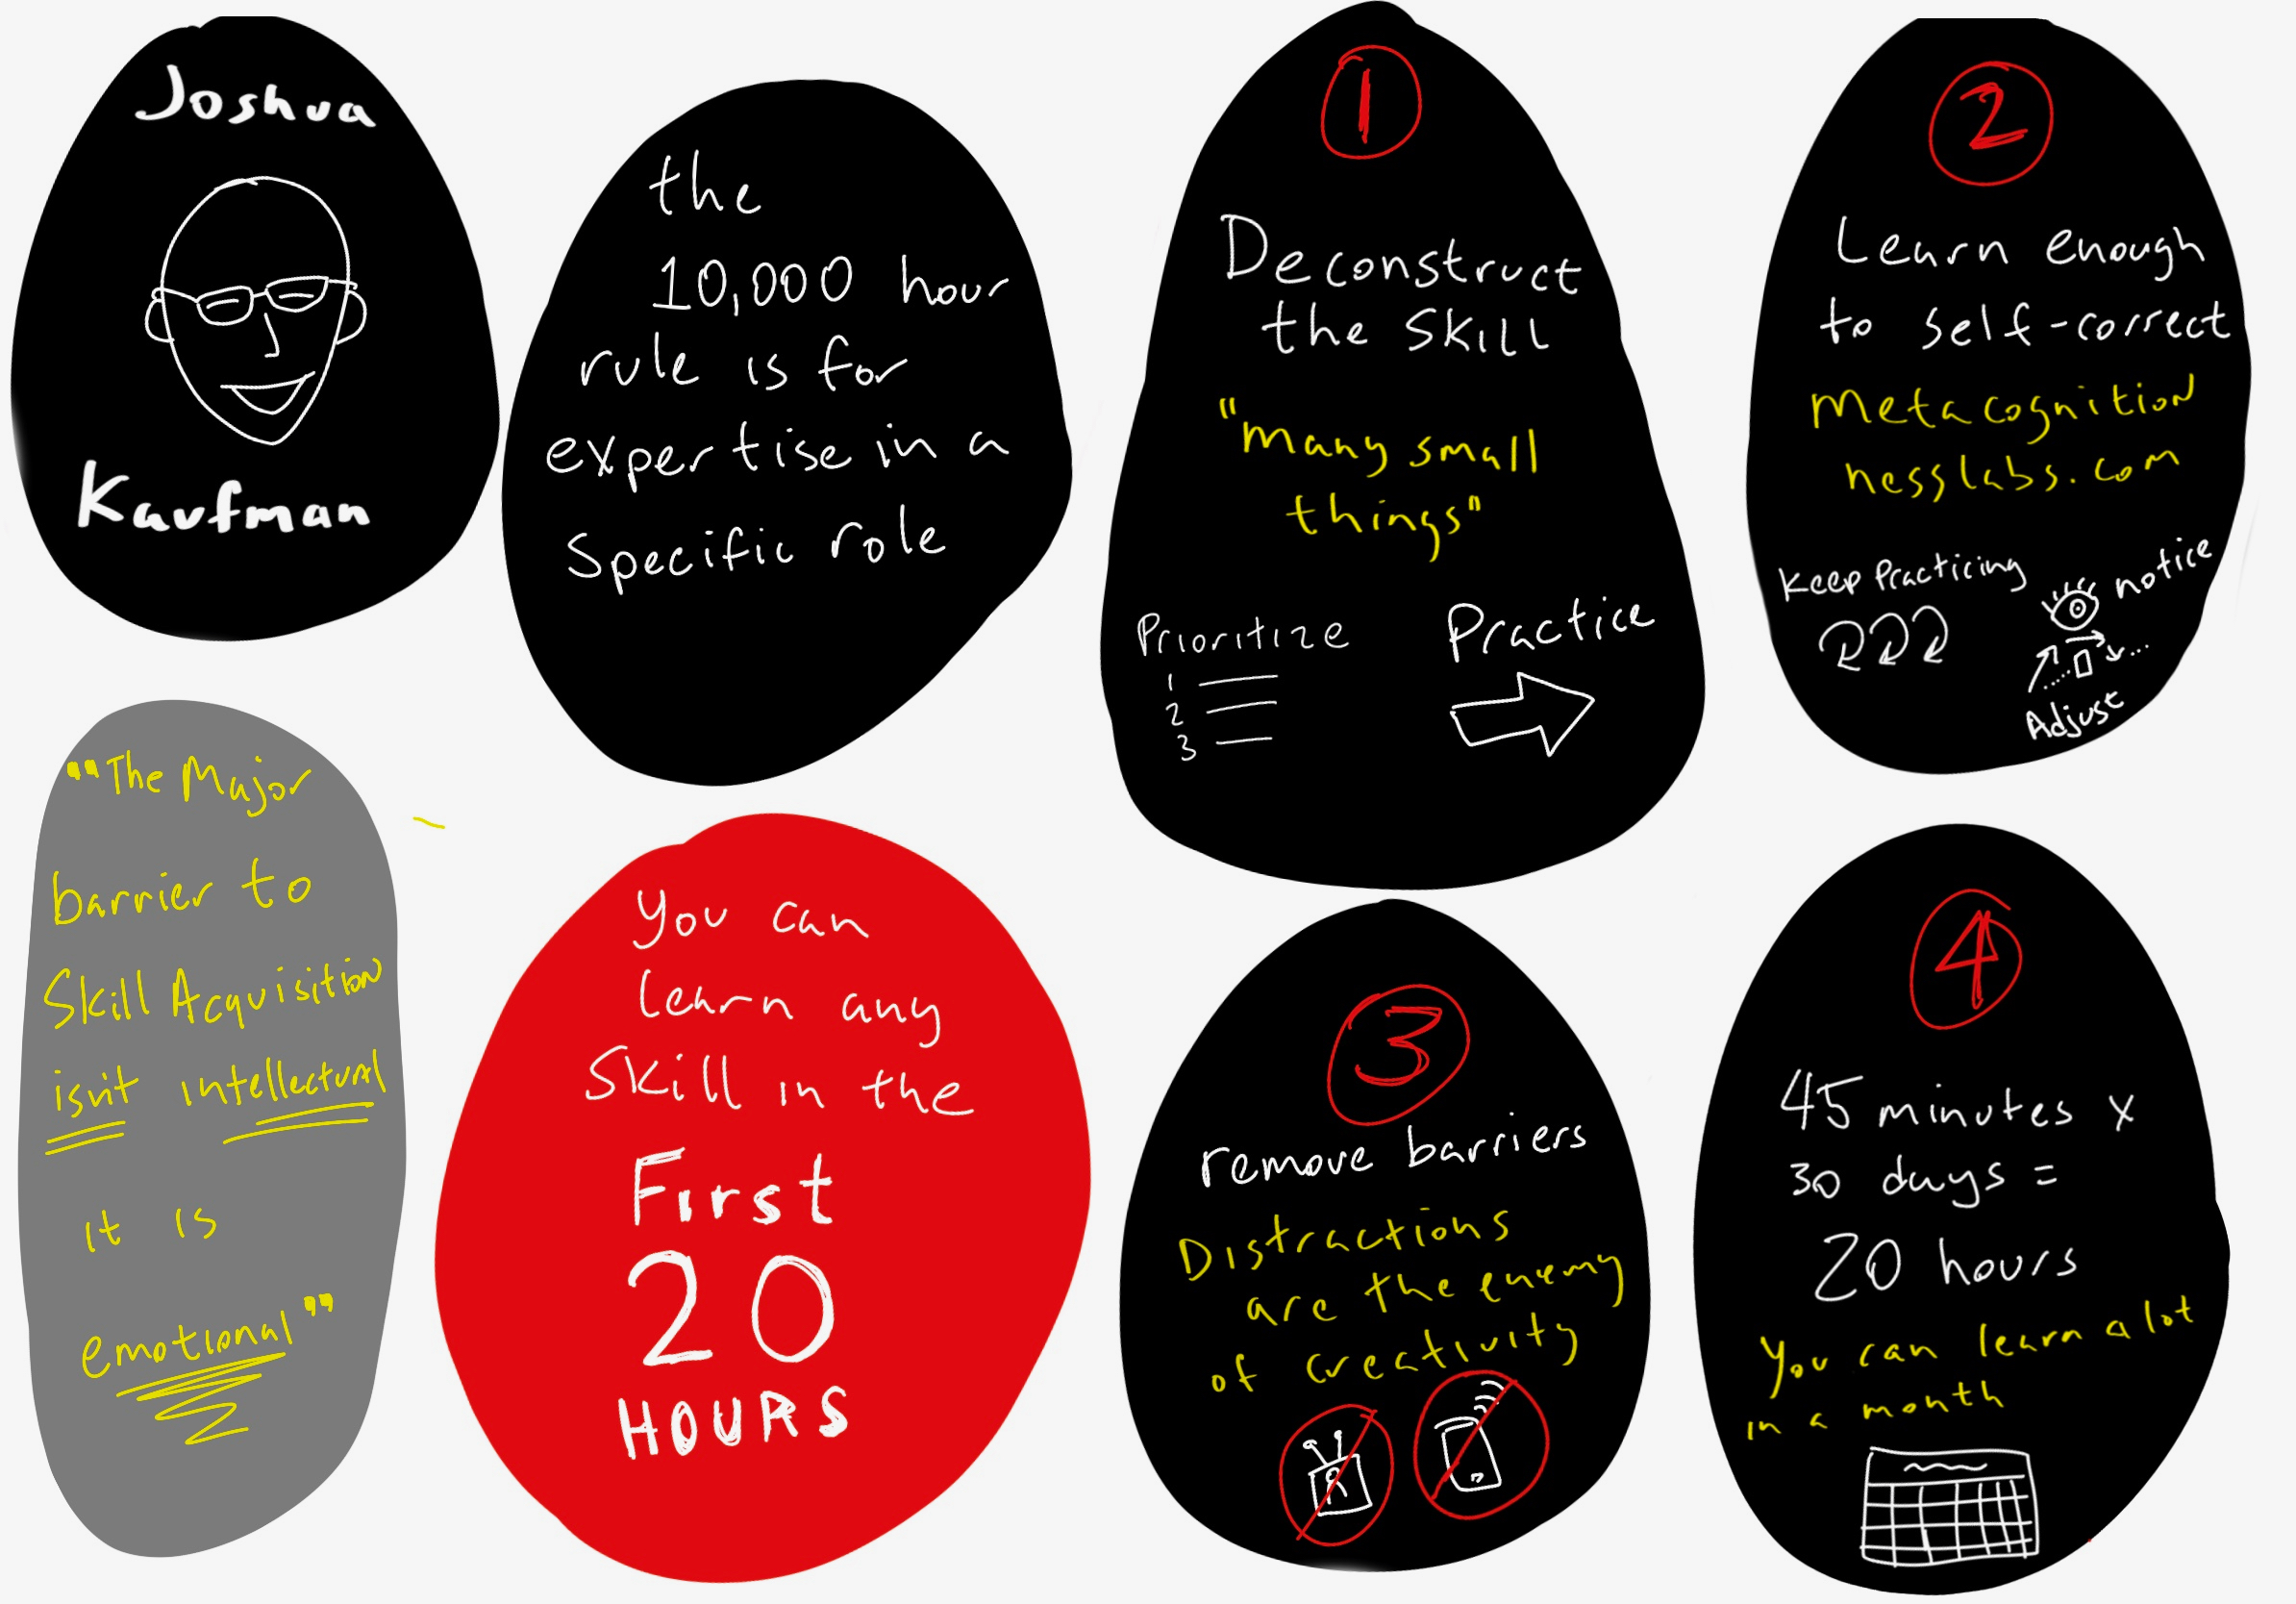 Joshua
Kaufman
the
10,000 hour
rule is for
expertise in a
specific role
1
Deconstruct
the SKILL
"many small
things"
Prioritize
1
2
3
Practice
2
Learn enough
to self-correct
Metacognition
nesslabs.com
Keep Practicing
notice
Adjust
"The Major
barrier to
Skill Acquisition
isn't intellectual
it is
emotional"
You can
learn any
Skill in the
First
20
HOURS
3
remove barriers
Distractions
are the enemy
of creativity
4
45 minutes x
30 days =
20 hours
You can learn a lot
in a month